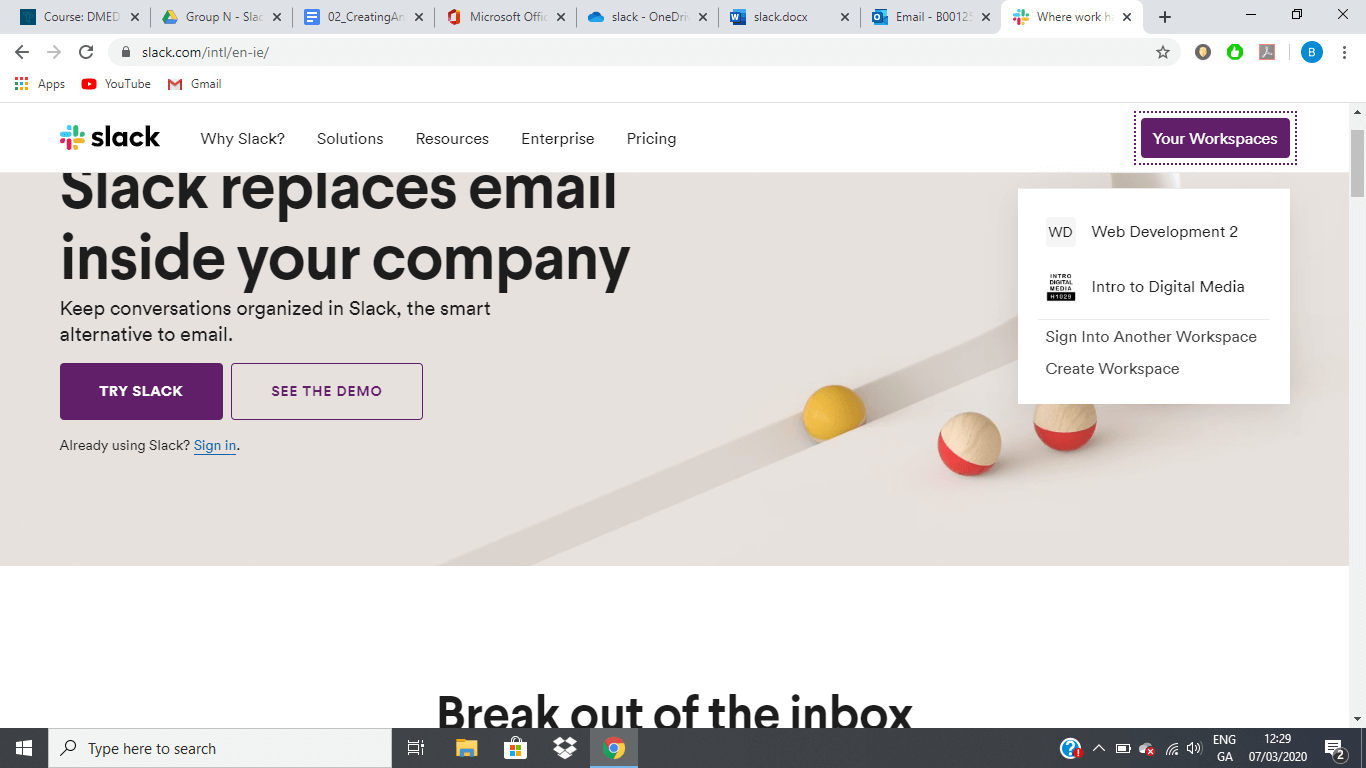 Course: DMED
Group N - Slac
02_CreatingAn
Microsoft Offic
slack - OneDriv
slack.docx
Email - B00125
Where work ha
slack.com/intl/en-ie/
B
Apps
YouTube
Gmail
slack
Why Slack?
Solutions
Resources
Enterprise
Pricing
Your Workspaces
Slack replaces email
inside your company
Keep conversations organized in Slack, the smart
alternative to email.
TRY SLACK
SEE THE DEMO
Already using Slack? Sign in.
WD
Web Development 2
INTRO
DIGITAL
MEDIA
H1029
Intro to Digital Media
Sign Into Another Workspace
Create Workspace
Break out of the inbox
Type here to search
ENG
GA
12:29
07/03/2020
2